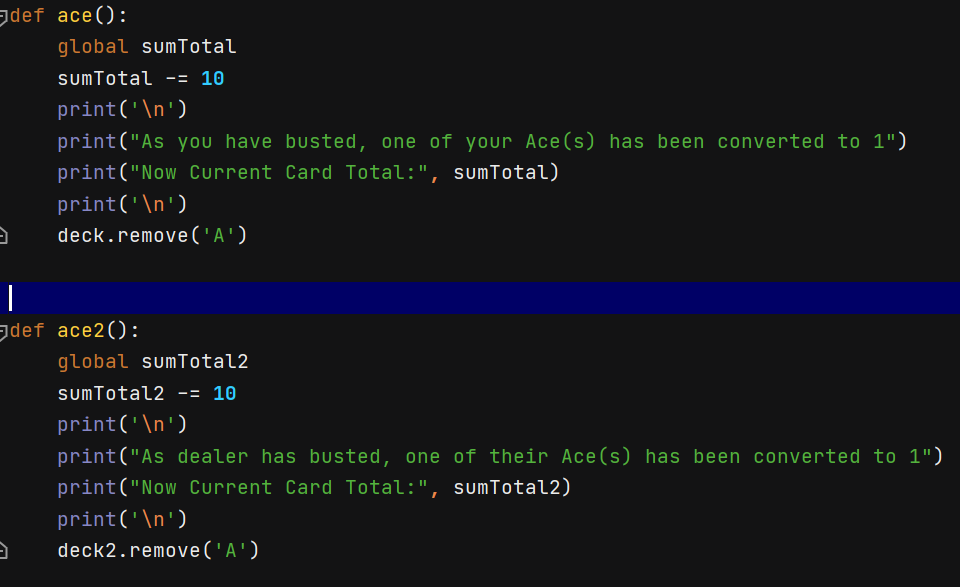 def ace():
    global sumTotal
    sumTotal -= 10
    print('\n')
    print("As you have busted, one of your Ace(s) has been converted to 1")
    print("Now Current Card Total:", sumTotal)
    print('\n')
    deck.remove('A')
def ace2():
    global sumTotal2
    sumTotal2 -= 10
    print('\n')
    print("As dealer has busted, one of their Ace(s) has been converted to 1")
    print("Now Current Card Total:", sumTotal2)
    print('\n')
    deck2.remove('A')